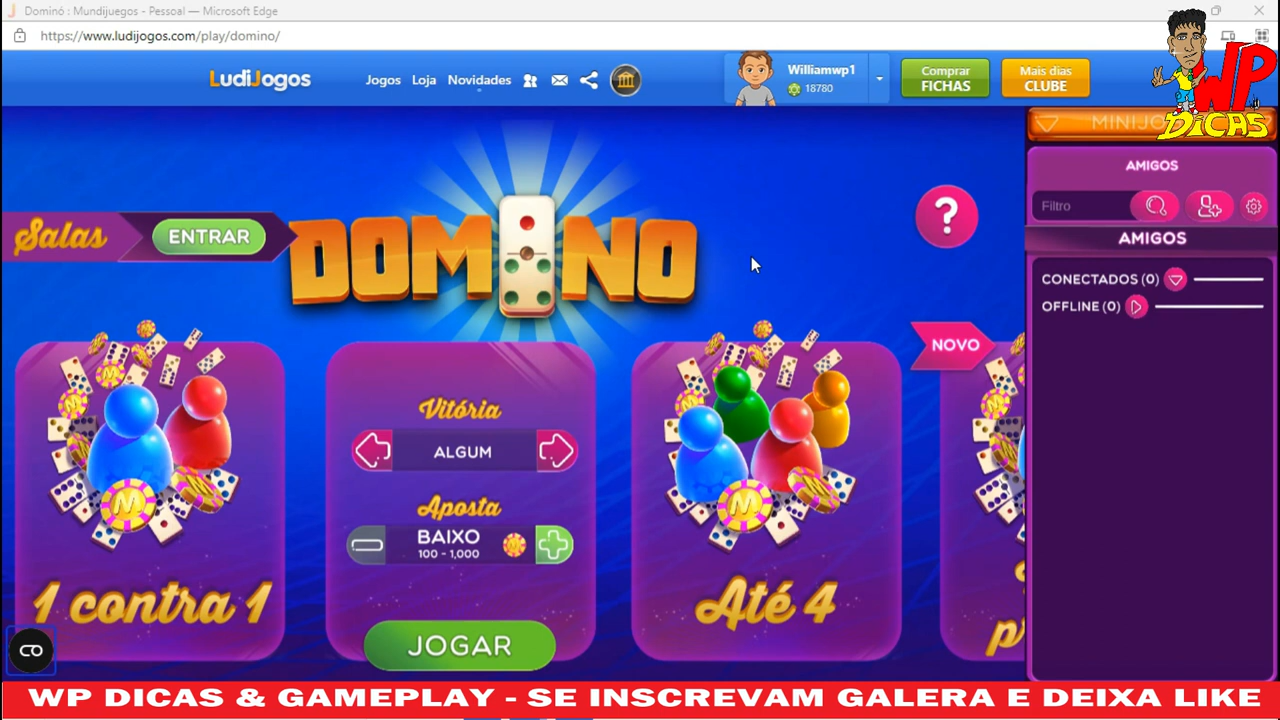 Dominó : Mundijuegos - Pessoal — Microsoft Edge
https://www.ludijogos.com/play/domino/
LudiJogos
Jogos Loja Novidades
Williamwp1
18780
Comprar
FICHAS
Mais dias
CLUBE
WP
DiCAS
MINIJO
AMIGOS
Filtro
AMIGOS
CONECTADOS (0)
OFFLINE (0)
Salas ENTRAR
DOMINO
?
NOVO
Vitória
ALGUM
Aposta
BAIXO
100 - 1,000
JOGAR
1 contra 1
Até 4
WP DICAS & GAMEPLAY - SE INSCREVAM GALERA E DEIXA LIKE